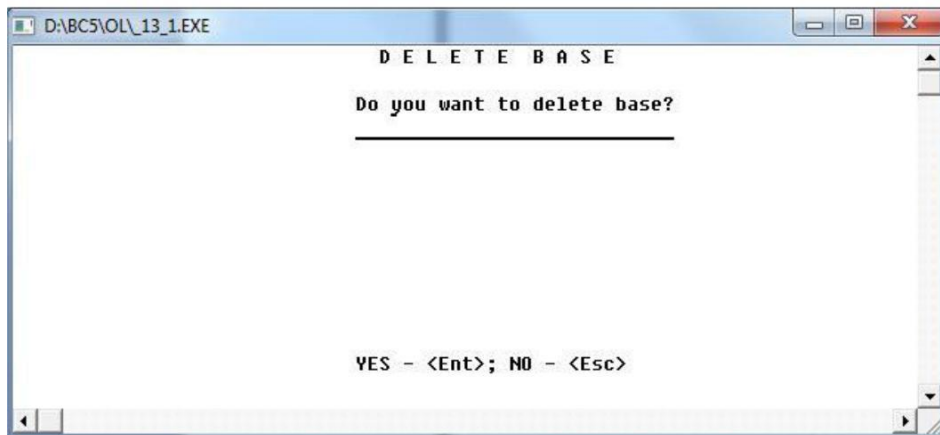 D:\BC5\OL\_13_1.EXE
D E L E T E  B A S E
Do you want to delete base?
YES - <Ent>; NO - <Esc>